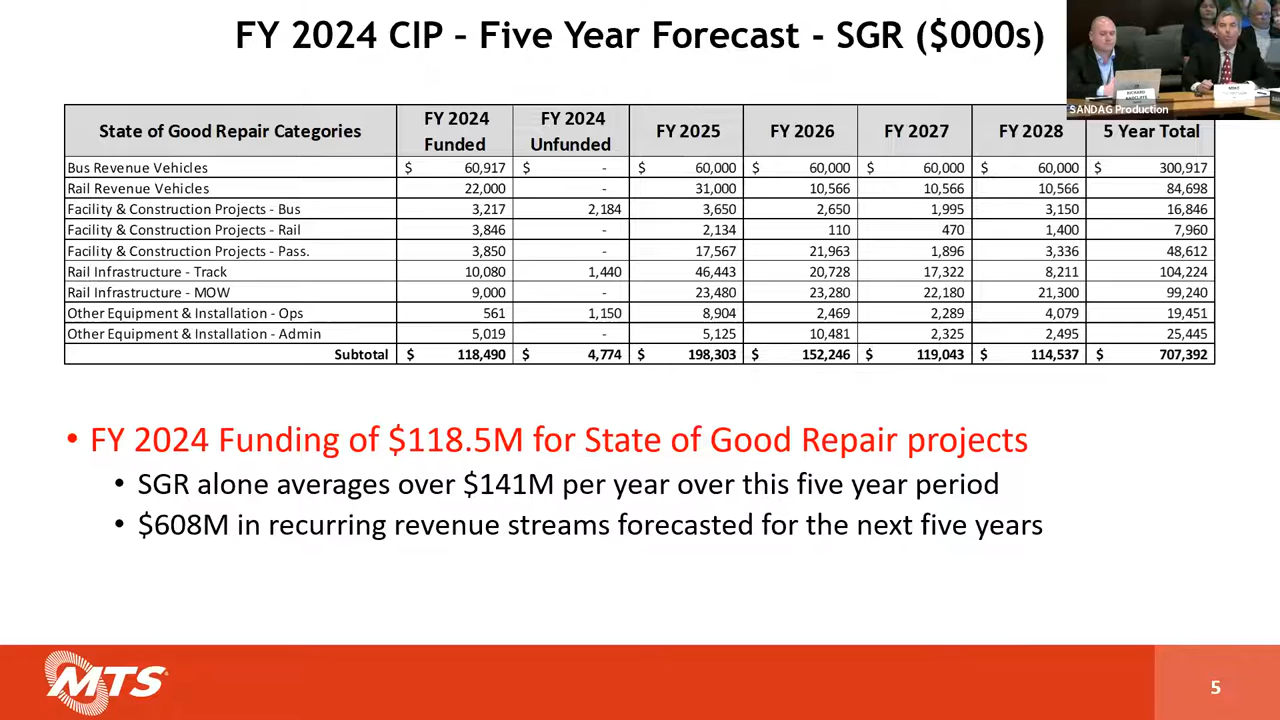 FY 2024 CIP – Five Year Forecast - SGR ($000s)
SANDAG Production
State of Good Repair Categories FY 2024 Funded FY 2024 Unfunded FY 2025 FY 2026 FY 2027 FY 2028 5 Year Total
Bus Revenue Vehicles $ 60,917 $ - $ 60,000 $ 60,000 $ 60,000 $ 60,000 $ 300,917
Rail Revenue Vehicles 22,000 - 31,000 10,566 10,566 10,566 84,698
Facility & Construction Projects - Bus 3,217 2,184 3,650 2,650 1,995 3,150 16,846
Facility & Construction Projects - Rail 3,846 - 2,134 110 470 1,400 7,960
Facility & Construction Projects - Pass. 3,850 - 17,567 21,963 1,896 3,336 48,612
Rail Infrastructure - Track 10,080 1,440 46,443 20,728 17,322 8,211 104,224
Rail Infrastructure - MOW 9,000 - 23,480 23,280 22,180 21,300 99,240
Other Equipment & Installation - Ops 561 1,150 8,904 2,469 2,289 4,079 19,451
Other Equipment & Installation - Admin 5,019 - 5,125 10,481 2,325 2,495 25,445
Subtotal $ 118,490 $ 4,774 $ 198,303 $ 152,246 $ 119,043 $ 114,537 $ 707,392
• FY 2024 Funding of $118.5M for State of Good Repair projects
• SGR alone averages over $141M per year over this five year period
• $608M in recurring revenue streams forecasted for the next five years
MTS
5